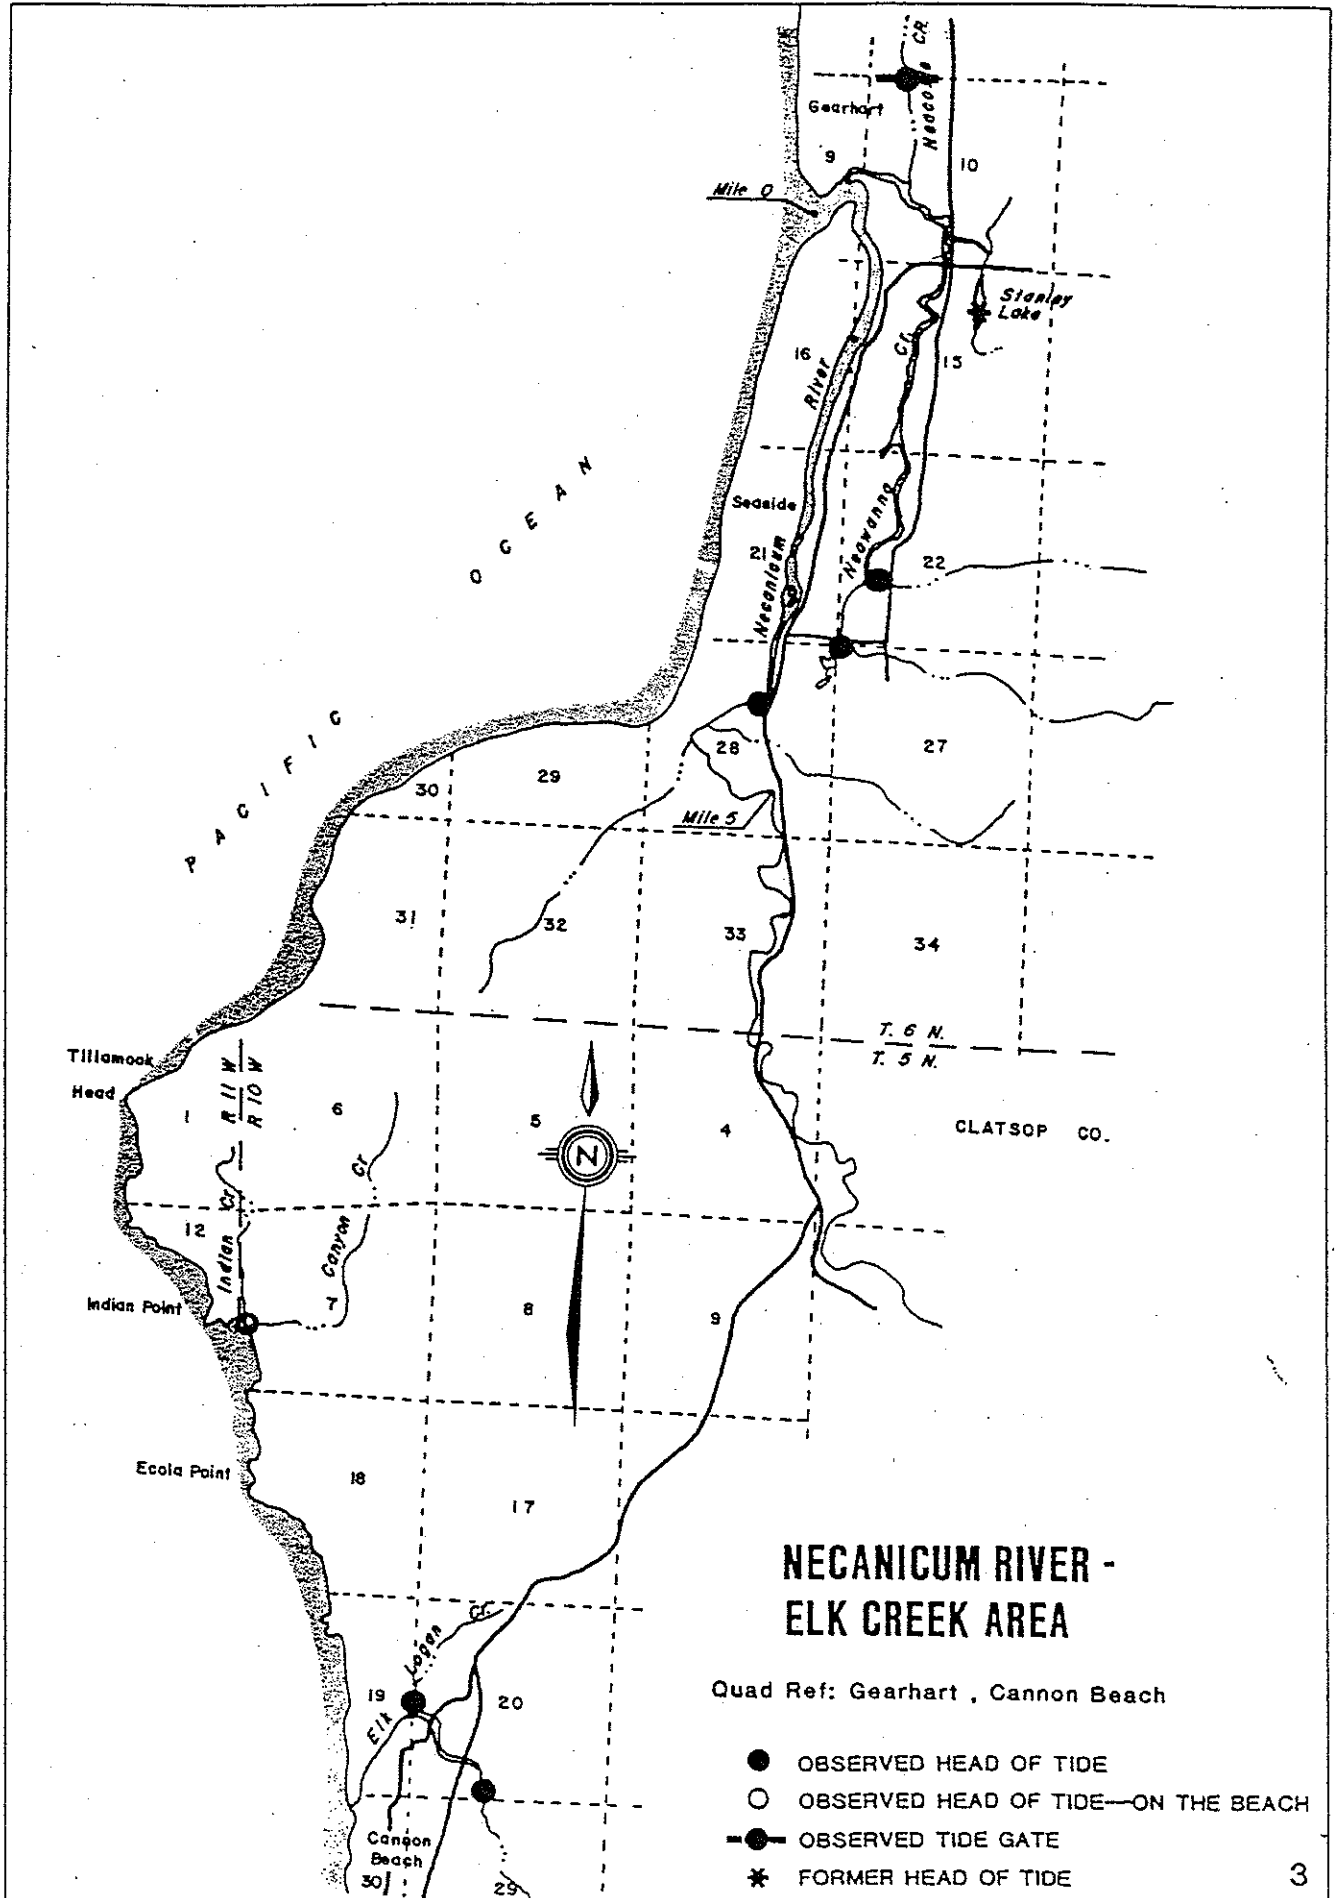 Neacoxie CR.
Gearhart
9
10
Mile 0
Stanley
Lake
16
River
Cr.
15
Seaside
21
Necanicum
Neawanna
22
PACIFIC OCEAN
28
27
29
30
Mile 5
31
32
33
34
T. 6 N.
T. 5 N.
Tillamook
Head
1
R 11 W
R 10 W
6
5
4
CLATSOP CO.
N
Indian Cr
Canyon Cr
12
Indian Point
7
8
9
Ecola Point
18
17
NECANICUM RIVER -
ELK CREEK AREA
Logan Cr.
19
Elk
20
Quad Ref: Gearhart , Cannon Beach
OBSERVED HEAD OF TIDE
OBSERVED HEAD OF TIDE—ON THE BEACH
OBSERVED TIDE GATE
FORMER HEAD OF TIDE
Cannon
Beach
30
29
3